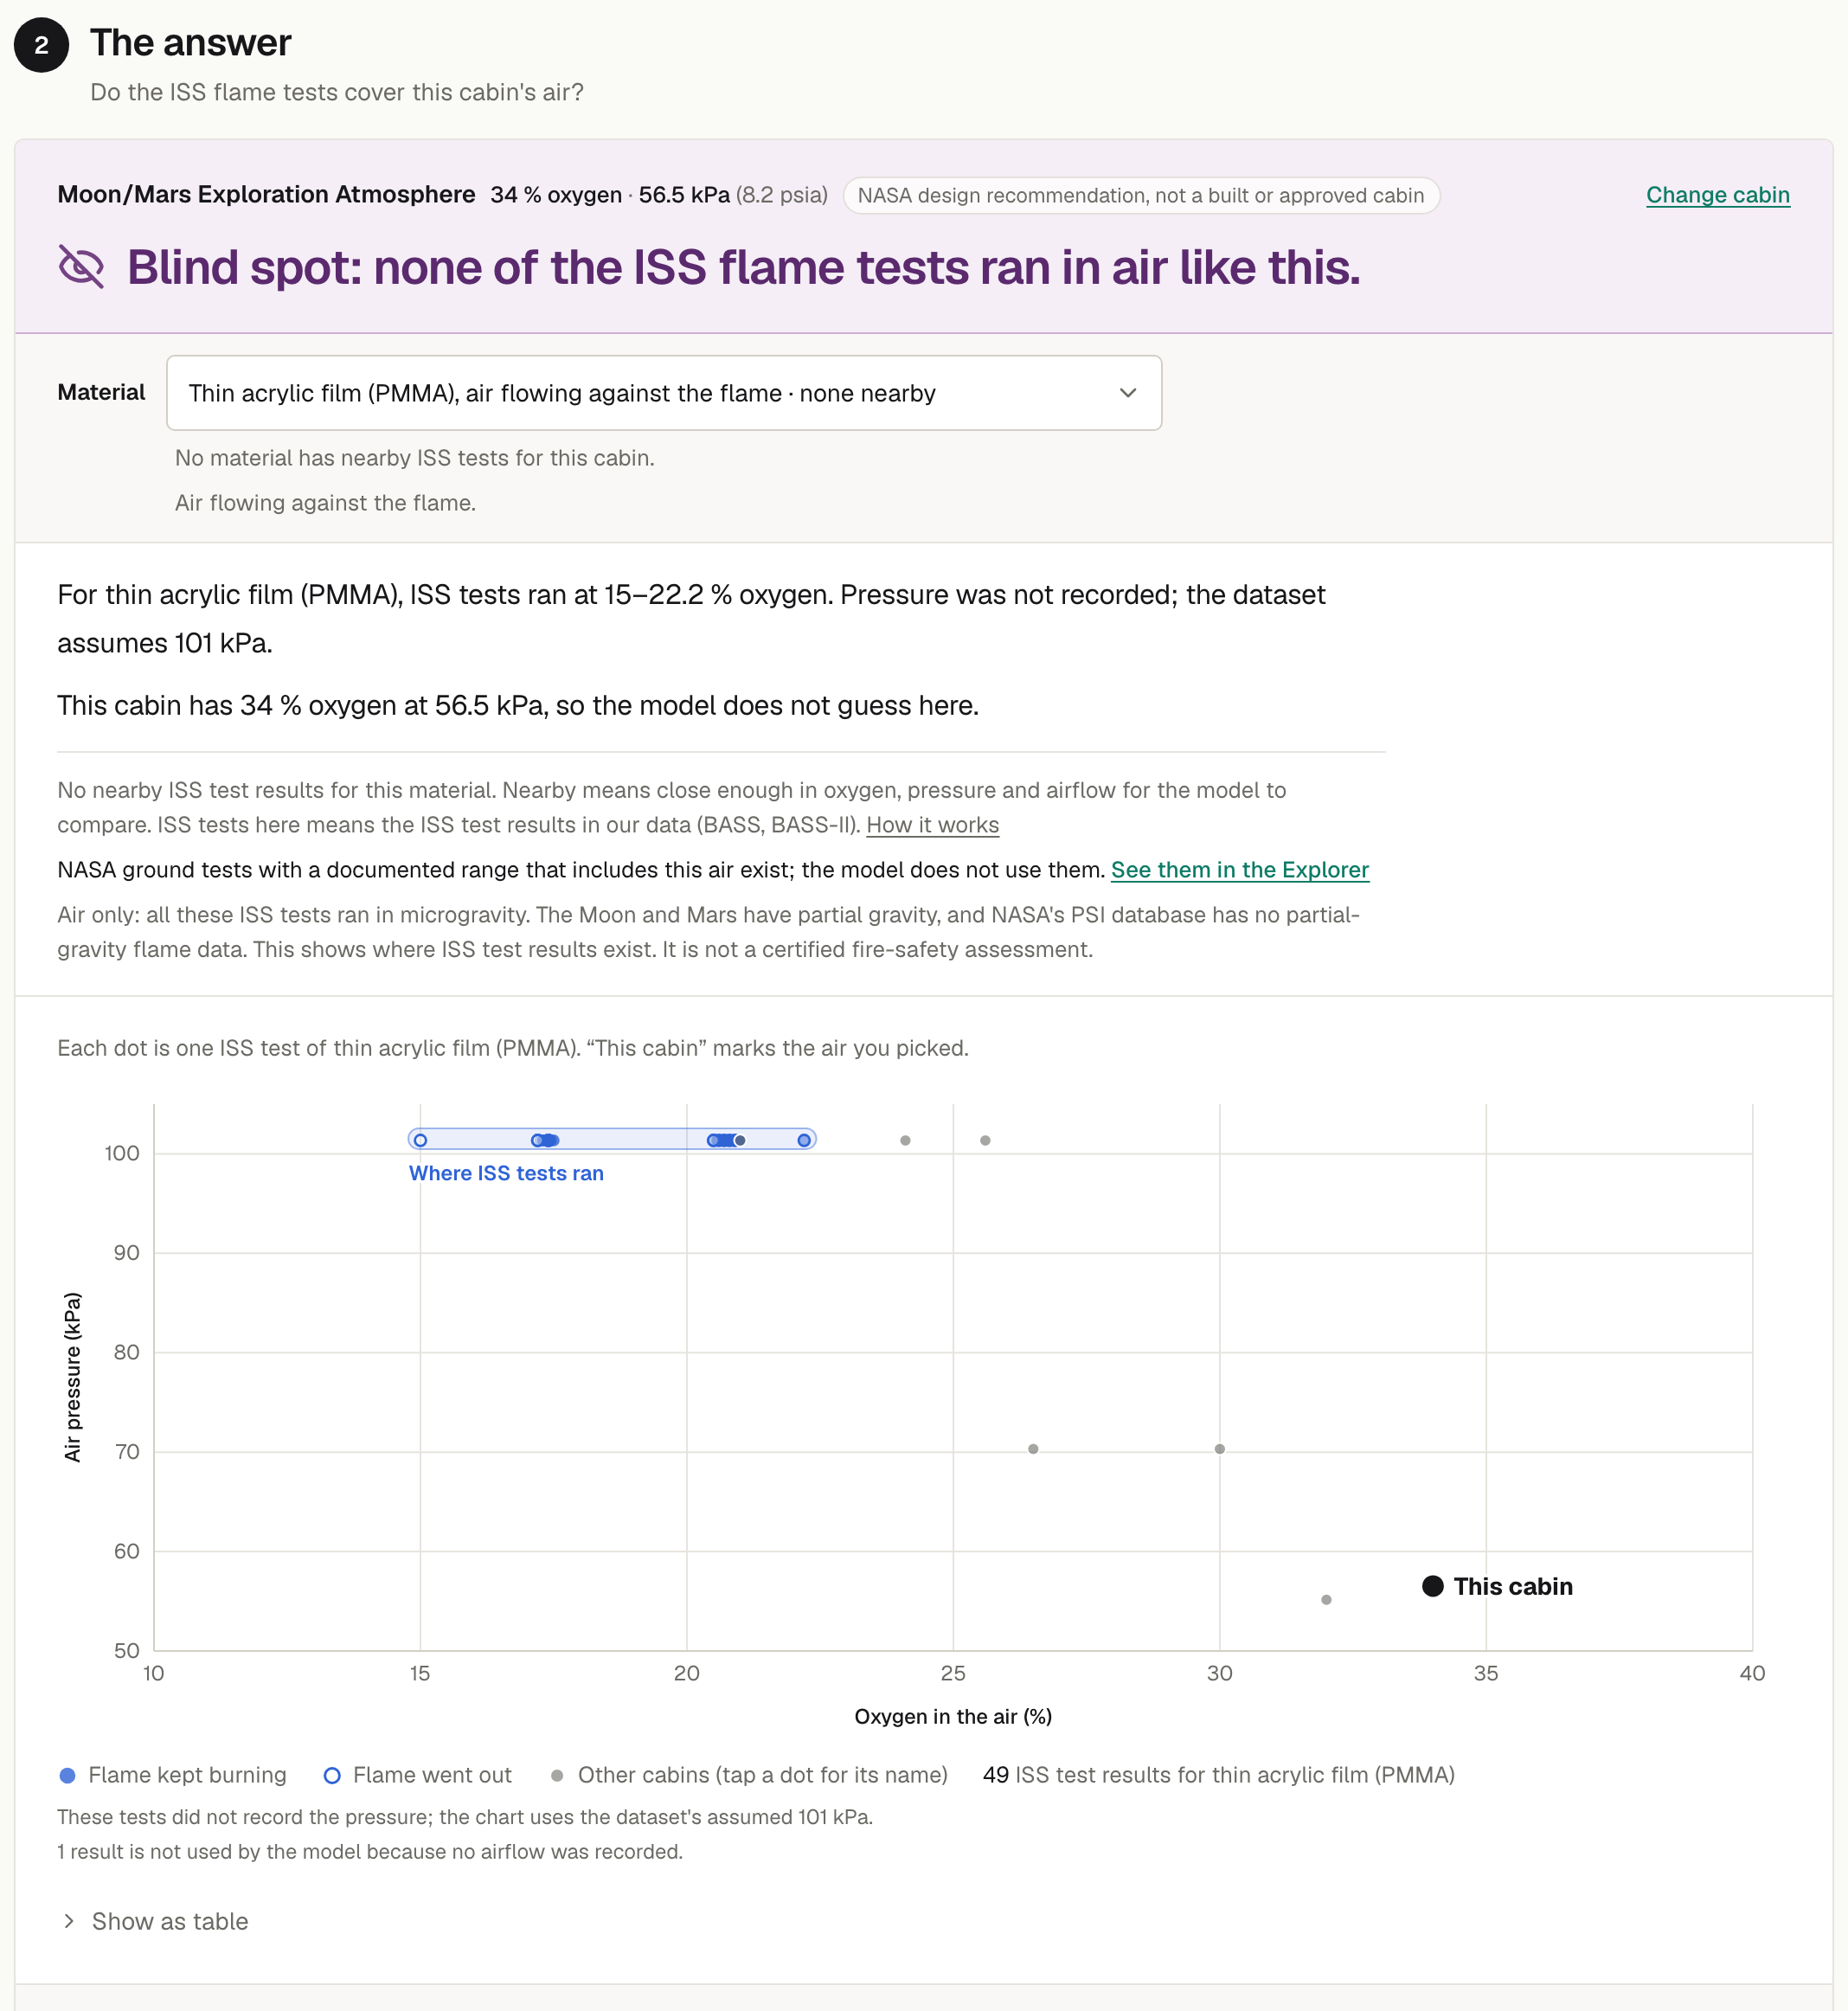 2
The answer
Do the ISS flame tests cover this cabin's air?
Moon/Mars Exploration Atmosphere 34 % oxygen · 56.5 kPa (8.2 psia) NASA design recommendation, not a built or approved cabin Change cabin
Blind spot: none of the ISS flame tests ran in air like this.
Material Thin acrylic film (PMMA), air flowing against the flame · none nearby
No material has nearby ISS tests for this cabin.
Air flowing against the flame.
For thin acrylic film (PMMA), ISS tests ran at 15–22.2 % oxygen. Pressure was not recorded; the dataset
assumes 101 kPa.
This cabin has 34 % oxygen at 56.5 kPa, so the model does not guess here.
No nearby ISS test results for this material. Nearby means close enough in oxygen, pressure and airflow for the model to
compare. ISS tests here means the ISS test results in our data (BASS, BASS-II). How it works
NASA ground tests with a documented range that includes this air exist; the model does not use them. See them in the Explorer
Air only: all these ISS tests ran in microgravity. The Moon and Mars have partial gravity, and NASA's PSI database has no partial-
gravity flame data. This shows where ISS test results exist. It is not a certified fire-safety assessment.
Each dot is one ISS test of thin acrylic film (PMMA). “This cabin” marks the air you picked.
100
Where ISS tests ran
90
80
Air pressure (kPa)
70
60
This cabin
50
10 15 20 25 30 35 40
Oxygen in the air (%)
Flame kept burning Flame went out Other cabins (tap a dot for its name) 49 ISS test results for thin acrylic film (PMMA)
These tests did not record the pressure; the chart uses the dataset's assumed 101 kPa.
1 result is not used by the model because no airflow was recorded.
Show as table